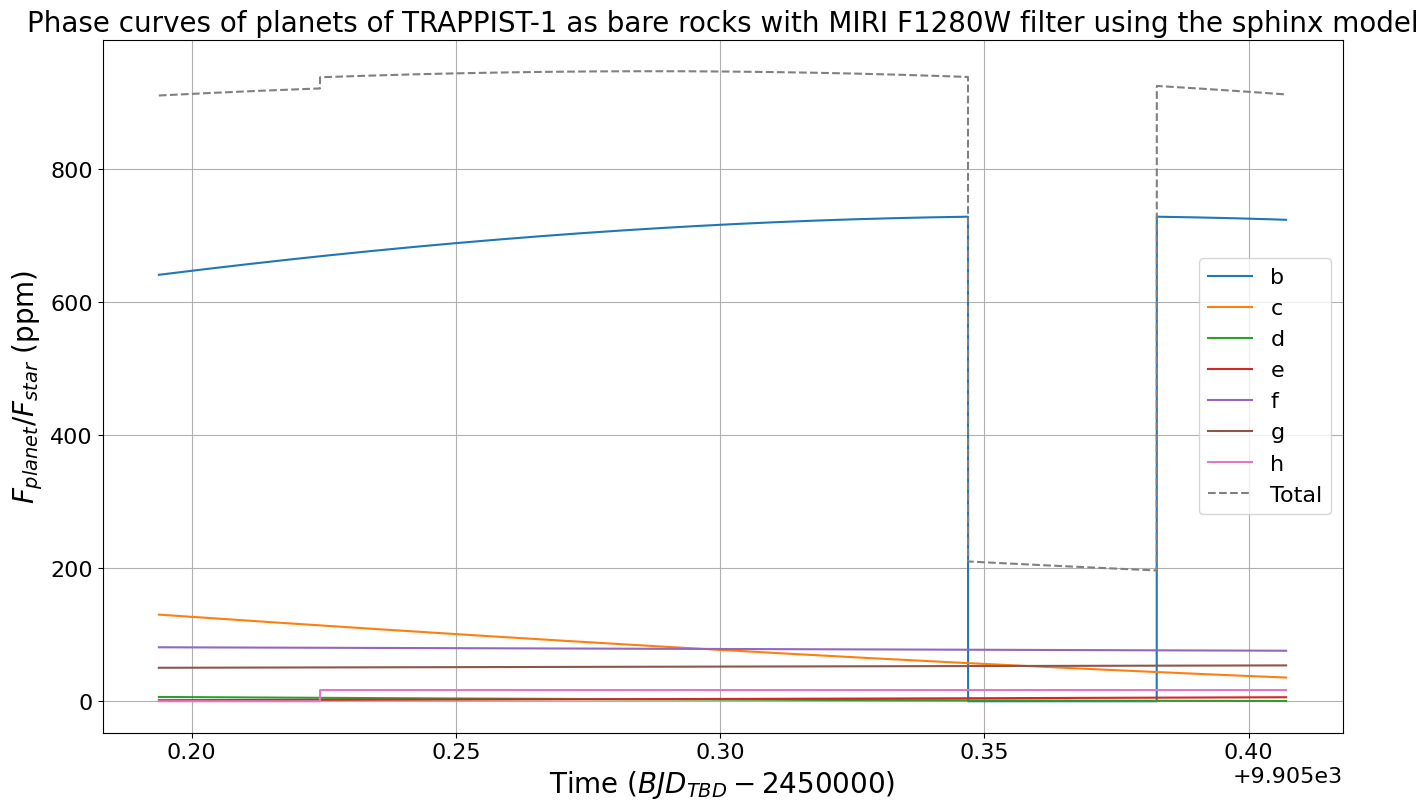 Phase curves of planets of TRAPPIST-1 as bare rocks with MIRI F1280W filter using the sphinx model
F_planet/F_star (ppm)
800
600
400
200
0
b
c
d
e
f
g
h
Total
0.20 0.25 0.30 0.35 0.40
+9.905e3
Time (BJD_TBD − 2450000)